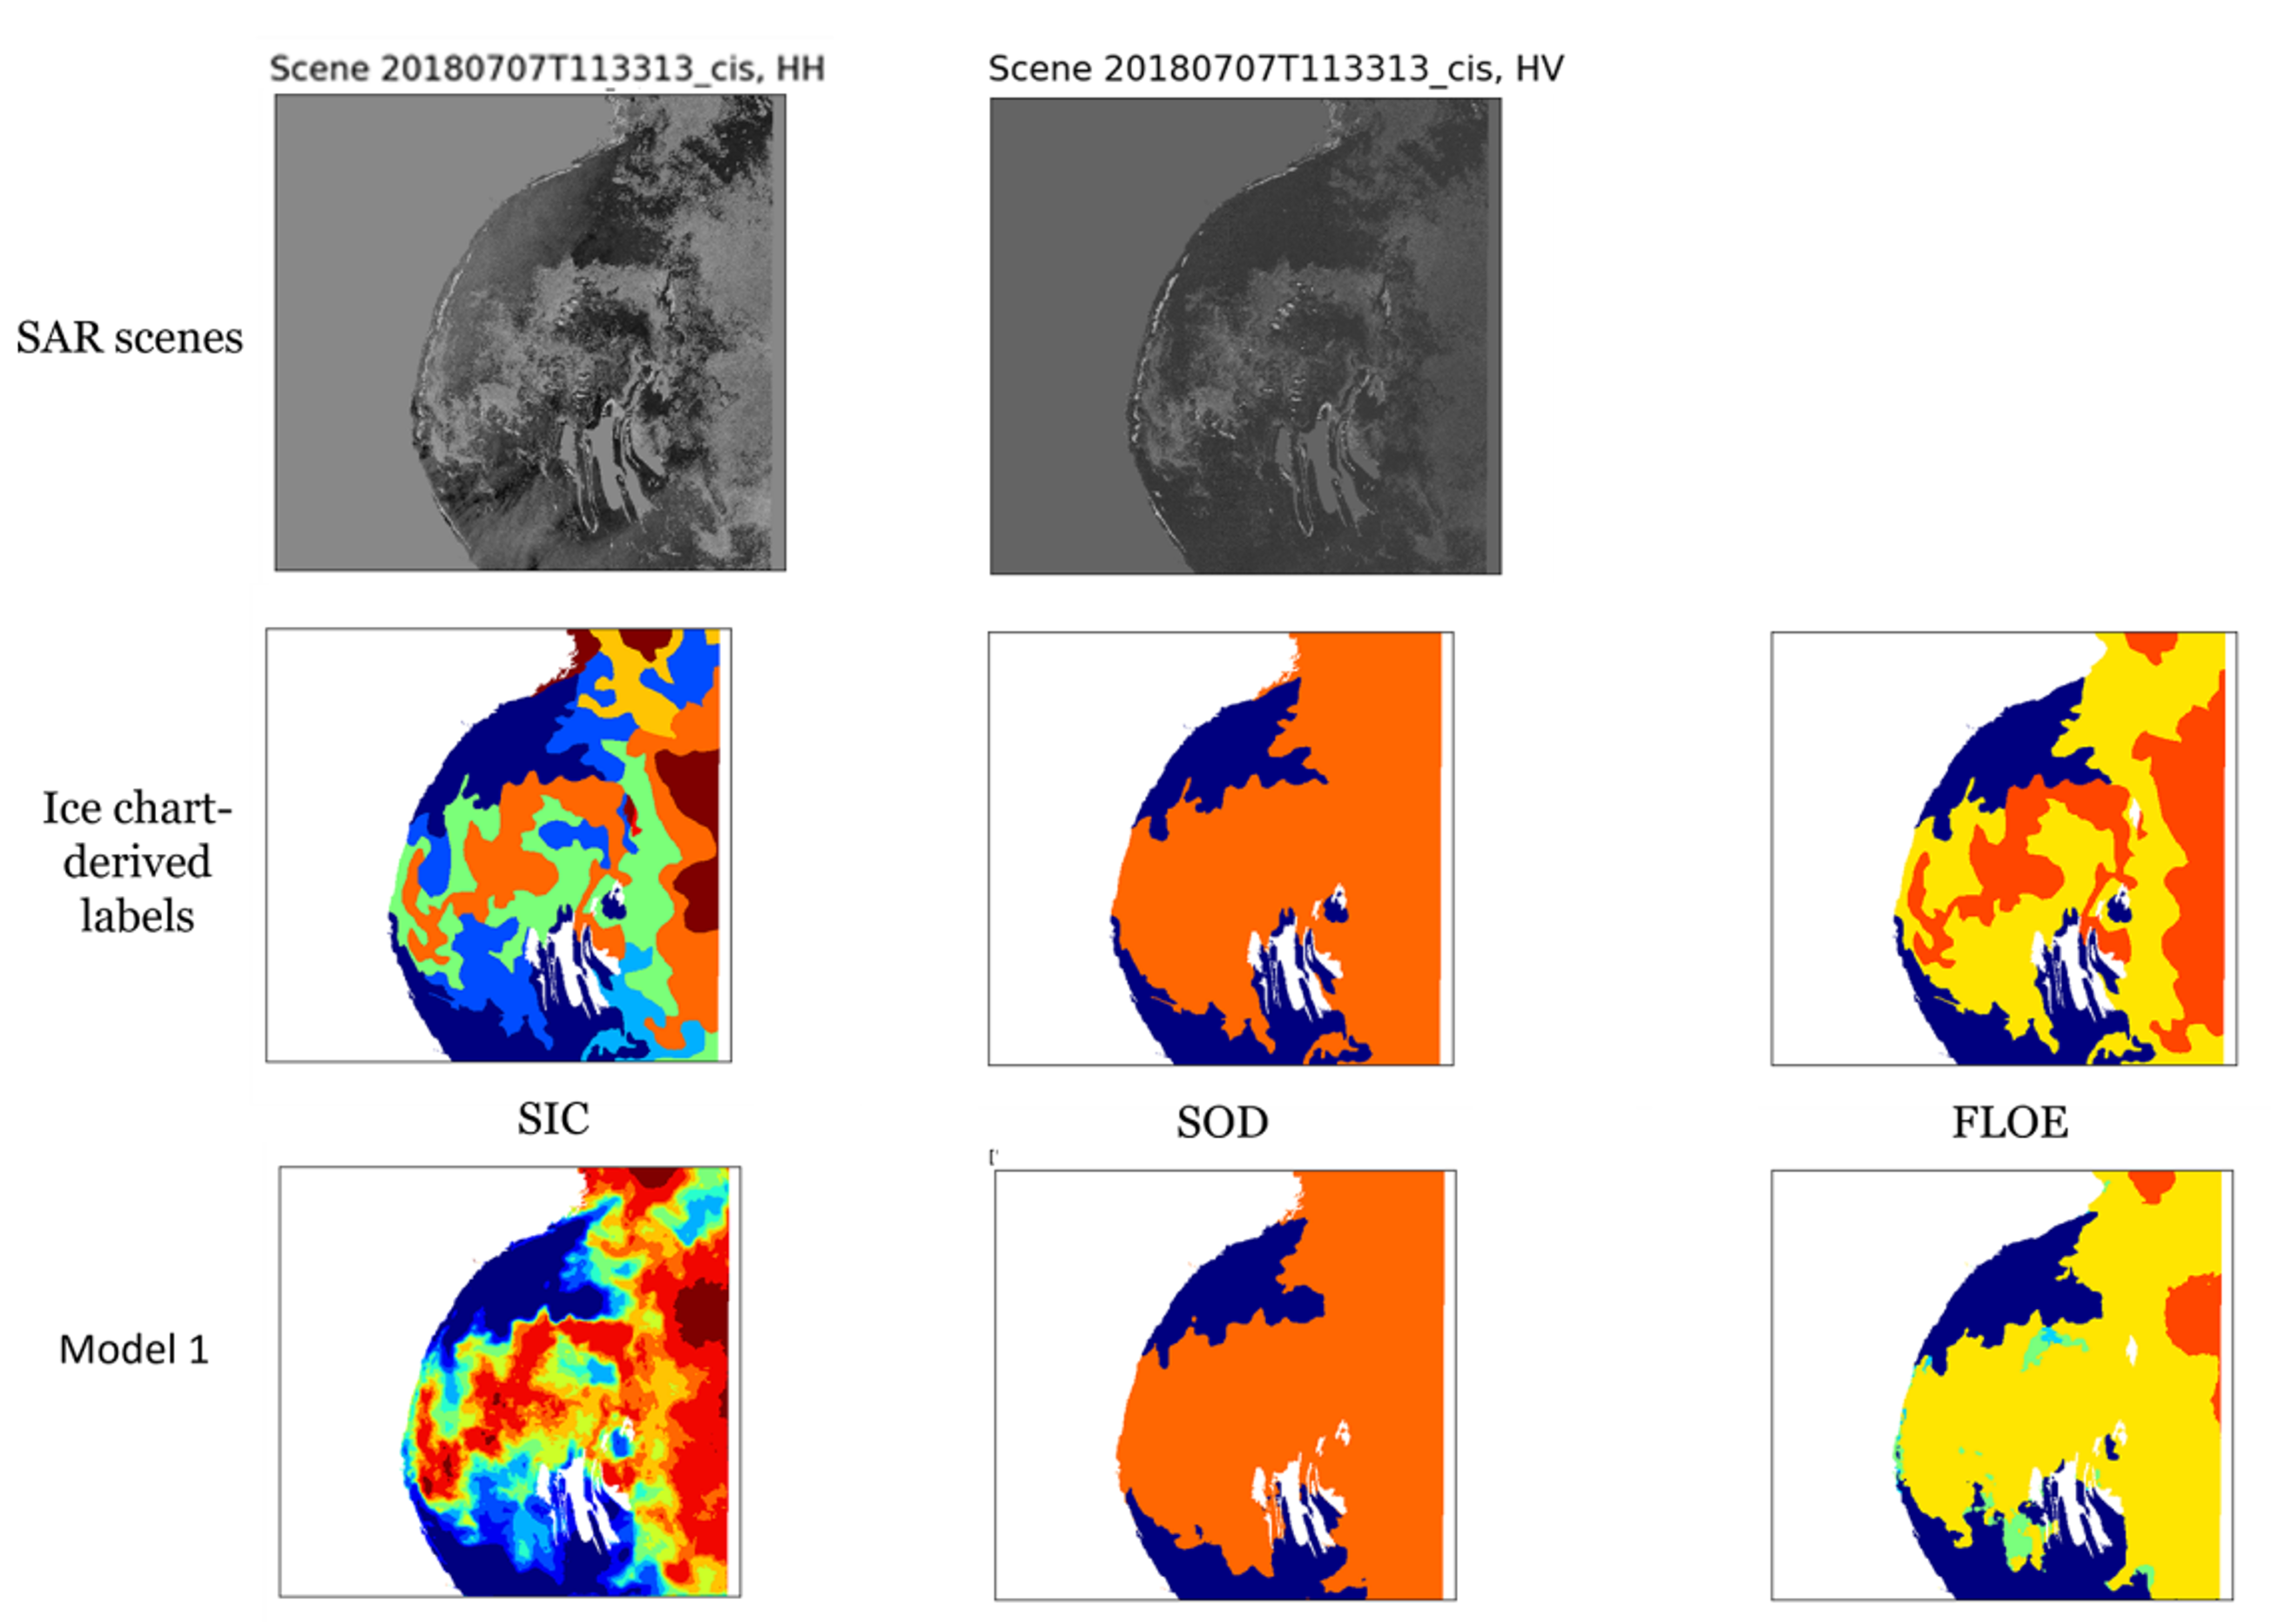 Scene 20180707T113313_cis, HH
Scene 20180707T113313_cis, HV
SAR scenes
Ice chart-
derived
labels
SIC
SOD
FLOE
['
Model 1